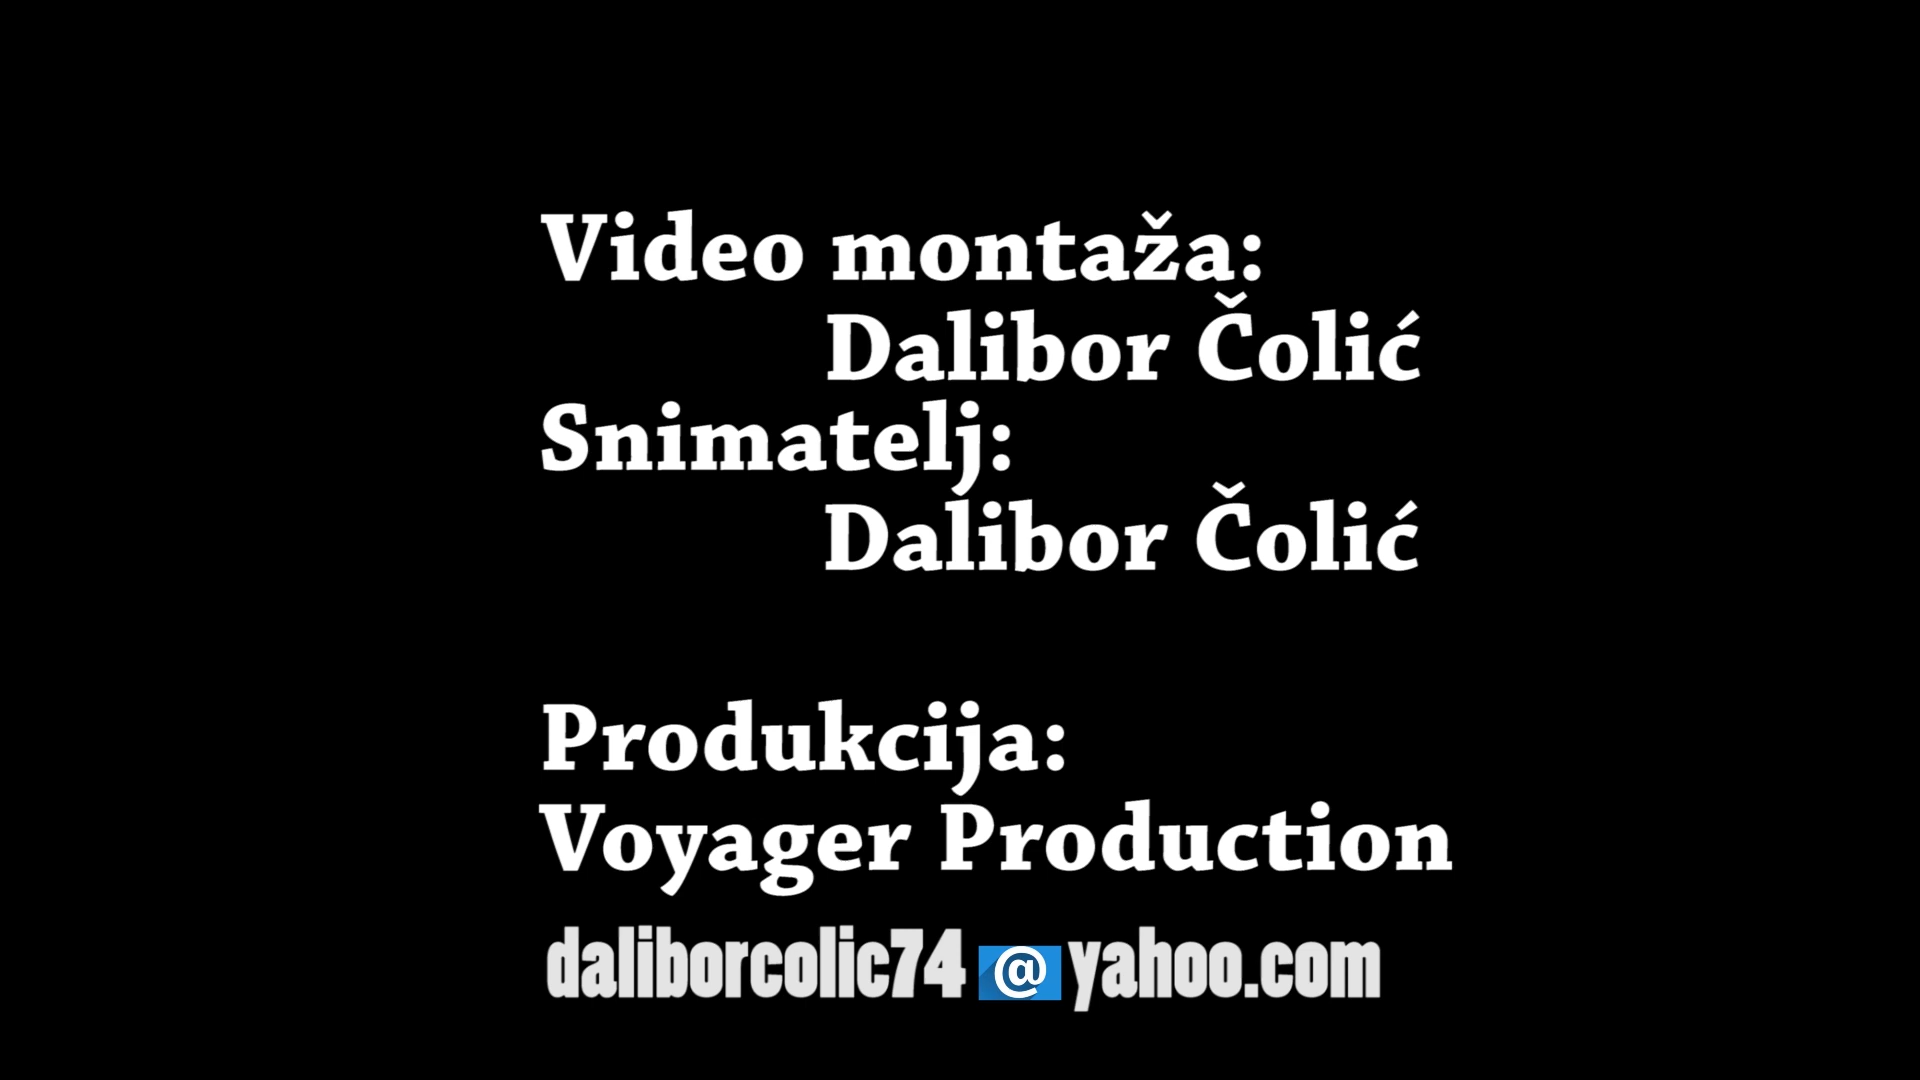 Video montaža:
Dalibor Čolić
Snimatelj:
Dalibor Čolić
Produkcija:
Voyager Production
daliborcolic74@yahoo.com